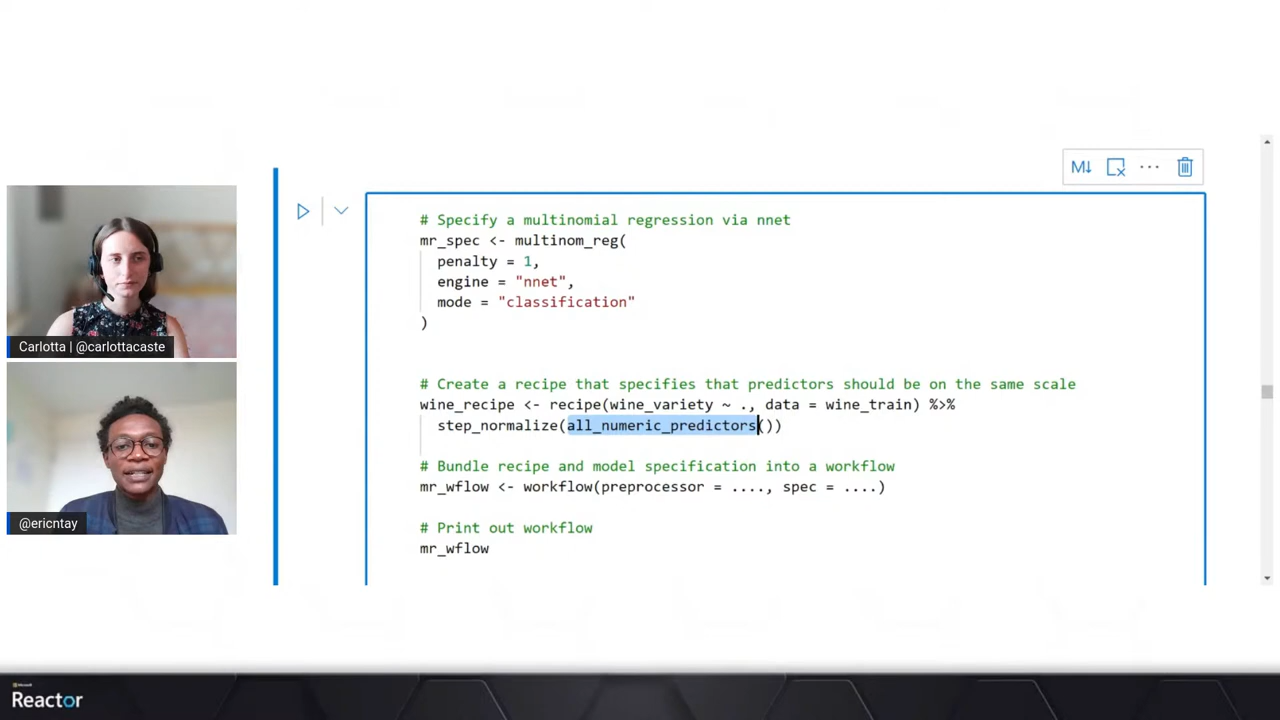 M↓
# Specify a multinomial regression via nnet
mr_spec <- multinom_reg(
penalty = 1,
engine = "nnet",
mode = "classification"
)
# Create a recipe that specifies that predictors should be on the same scale
wine_recipe <- recipe(wine_variety ~ ., data = wine_train) %>%
step_normalize(all_numeric_predictors())
# Bundle recipe and model specification into a workflow
mr_wflow <- workflow(preprocessor = ...., spec = ....)
# Print out workflow
mr_wflow
Carlotta | @carlottacaste
@ericntay
Microsoft
Reactor